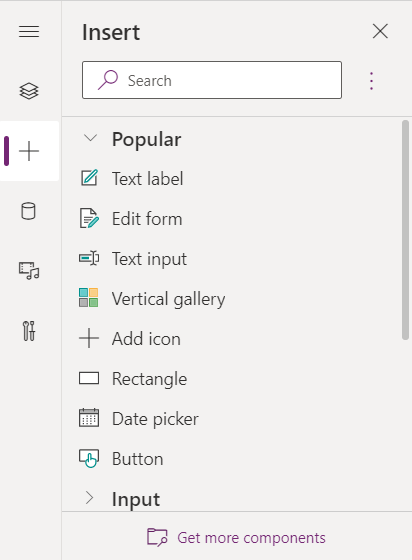 Insert
Search
Popular
Text label
Edit form
Text input
Vertical gallery
Add icon
Rectangle
Date picker
Button
Input
Get more components